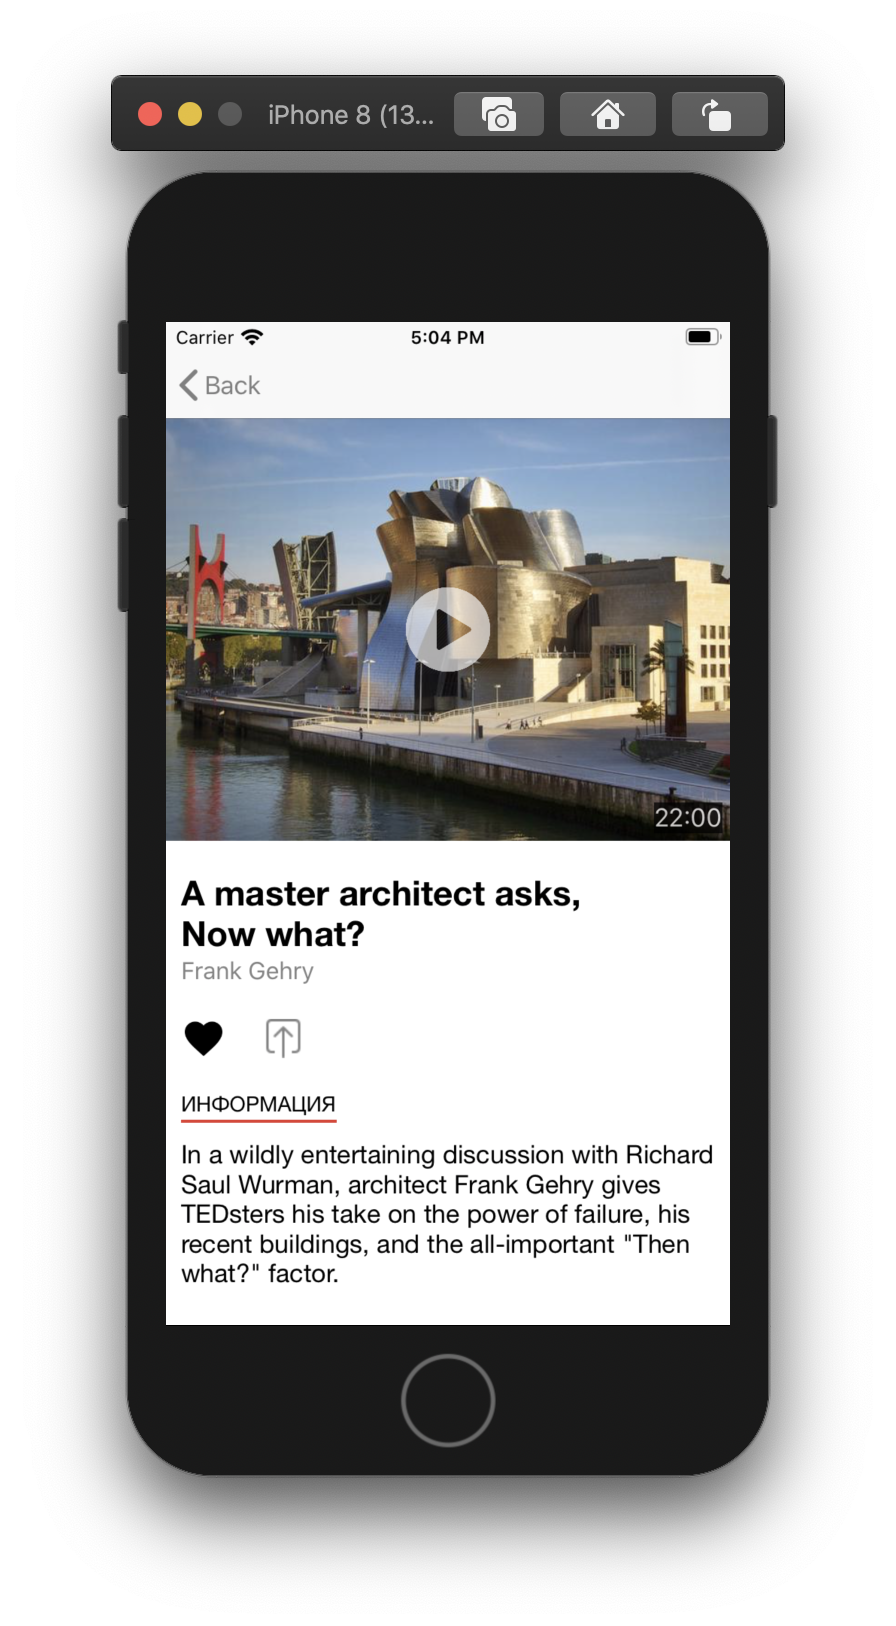 iPhone 8 (13...
Carrier 5:04 PM
Back
22:00
A master architect asks,
Now what?
Frank Gehry
ИНФОРМАЦИЯ
In a wildly entertaining discussion with Richard
Saul Wurman, architect Frank Gehry gives
TEDsters his take on the power of failure, his
recent buildings, and the all-important "Then
what?" factor.